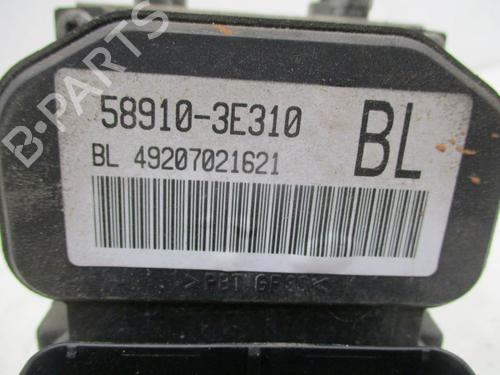 B-PARTS
58910-3E310
BL
BL 49207021621
>PBT GF30<